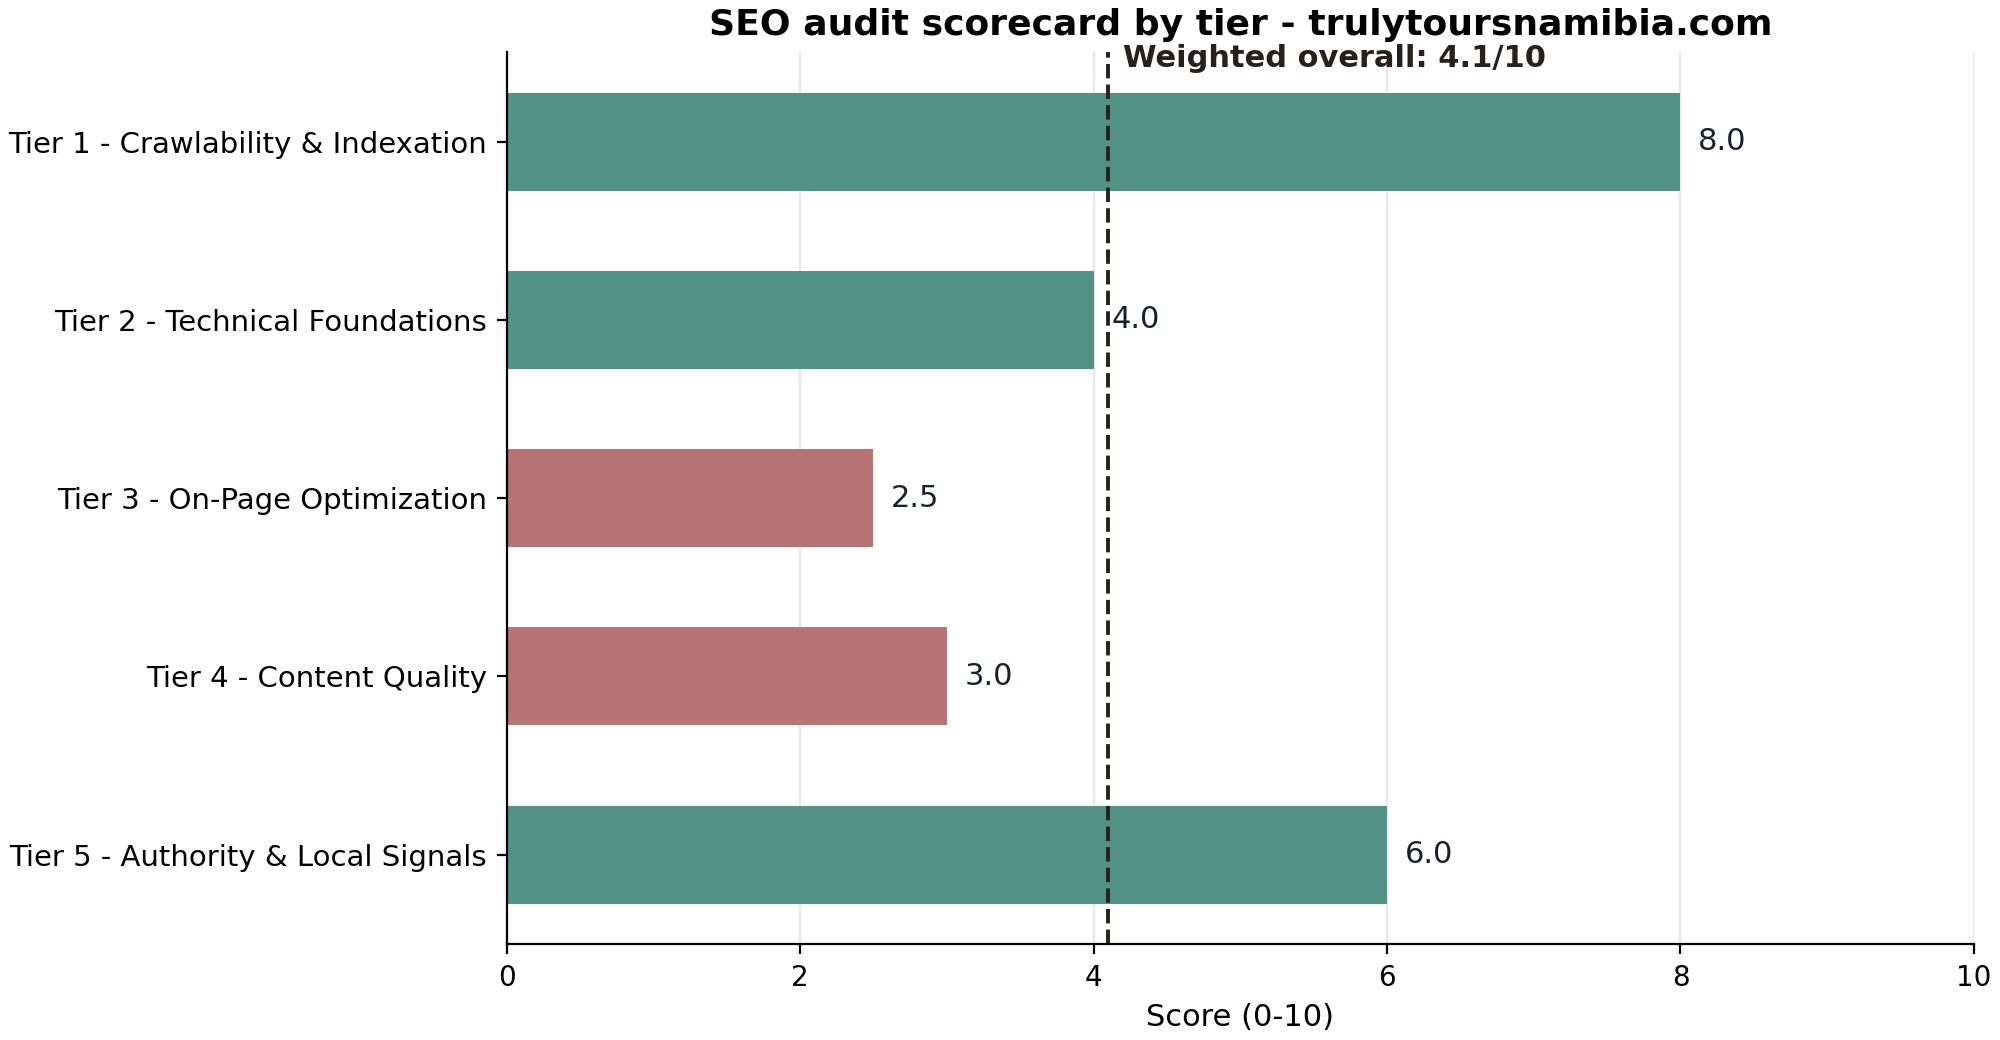 SEO audit scorecard by tier - trulytoursnamibia.com
Weighted overall: 4.1/10
Tier 1 - Crawlability & Indexation
8.0
Tier 2 - Technical Foundations
4.0
Tier 3 - On-Page Optimization
2.5
Tier 4 - Content Quality
3.0
Tier 5 - Authority & Local Signals
6.0
0 2 4 6 8 10
Score (0-10)